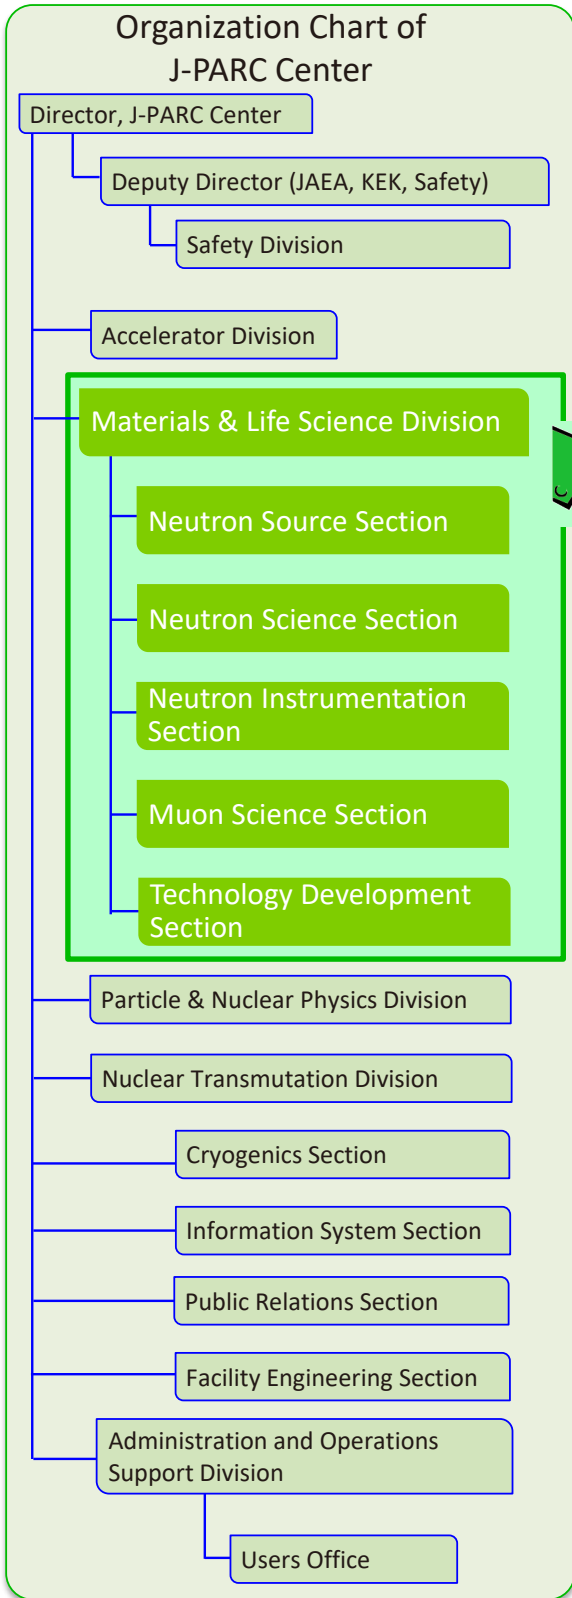 Organization Chart of
J-PARC Center
Director, J-PARC Center
Deputy Director (JAEA, KEK, Safety)
Safety Division
Accelerator Division
Materials & Life Science Division
Neutron Source Section
Neutron Science Section
Neutron Instrumentation
Section
Muon Science Section
Technology Development
Section
Particle & Nuclear Physics Division
Nuclear Transmutation Division
Cryogenics Section
Information System Section
Public Relations Section
Facility Engineering Section
Administration and Operations
Support Division
Users Office